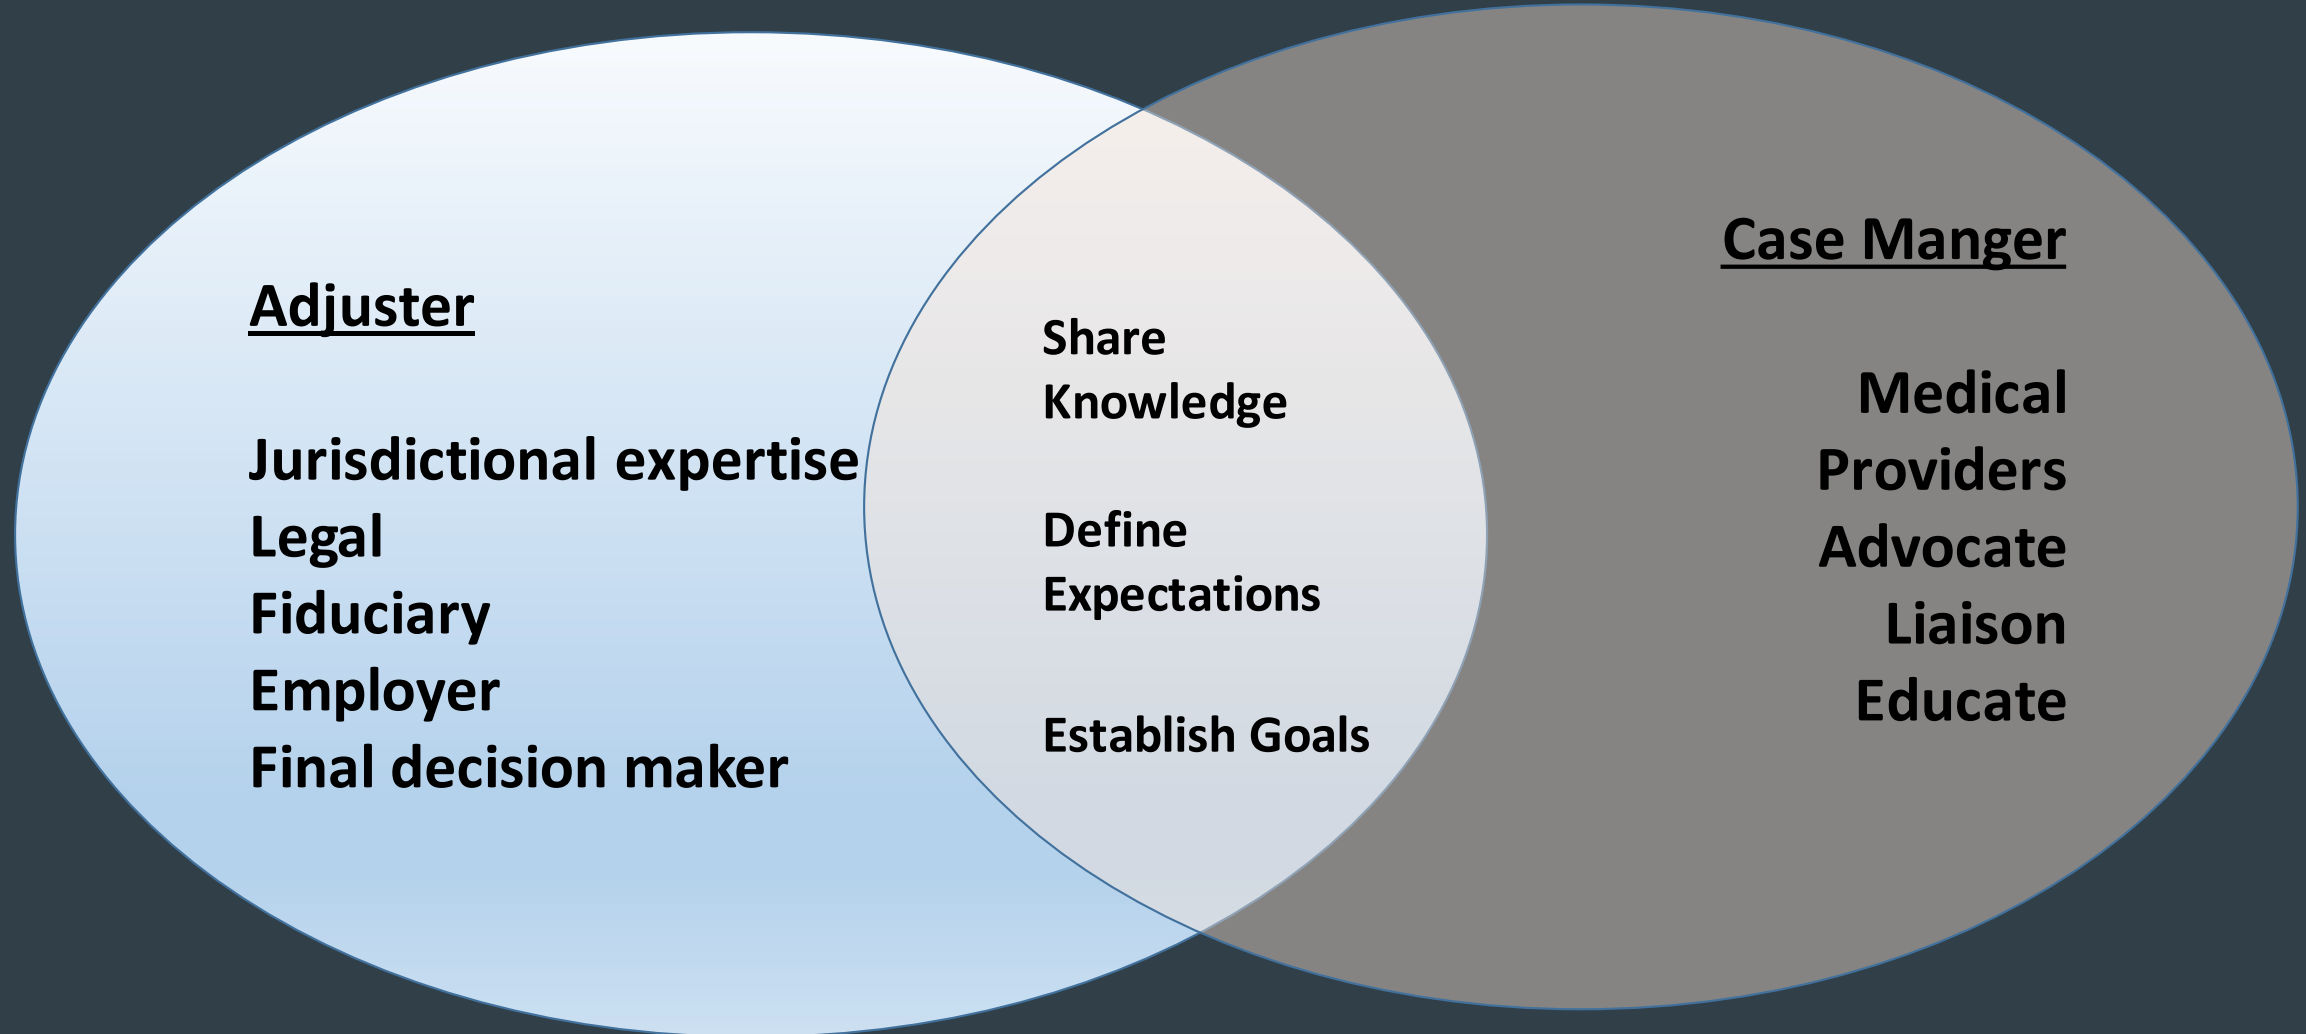 Adjuster
Jurisdictional expertise
Legal
Fiduciary
Employer
Final decision maker
Share
Knowledge
Define
Expectations
Establish Goals
Case Manger
Medical
Providers
Advocate
Liaison
Educate